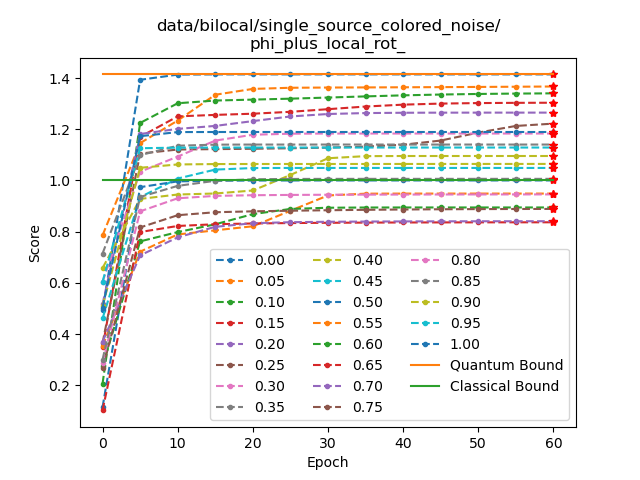 data/bilocal/single_source_colored_noise/
phi_plus_local_rot_
Score
1.4
1.2
1.0
0.8
0.6
0.4
0.2
0.00 0.40 0.80
0.05 0.45 0.85
0.10 0.50 0.90
0.15 0.55 0.95
0.20 0.60 1.00
0.25 0.65 Quantum Bound
0.30 0.70 Classical Bound
0.35 0.75
0 10 20 30 40 50 60
Epoch